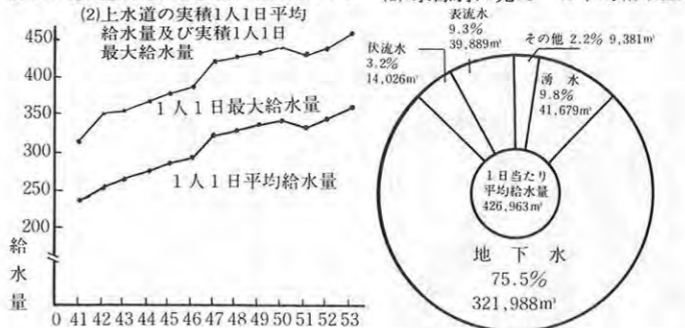 (2)上水道の実積1人1日平均
給水量及び実積1人1日
最大給水量
450
400
350
300
250
200
給
水
量
1人1日最大給水量
1人1日平均給水量
0 41 42 43 44 45 46 47 48 49 50 51 52 53
表流水
9.3%
39,889m³
伏流水
3.2%
14,026m³
その他 2.2% 9,381m³
湧水
9.8%
41,679m³
1日当たり
平均給水量
426,963m³
地下水
75.5%
321,988m³